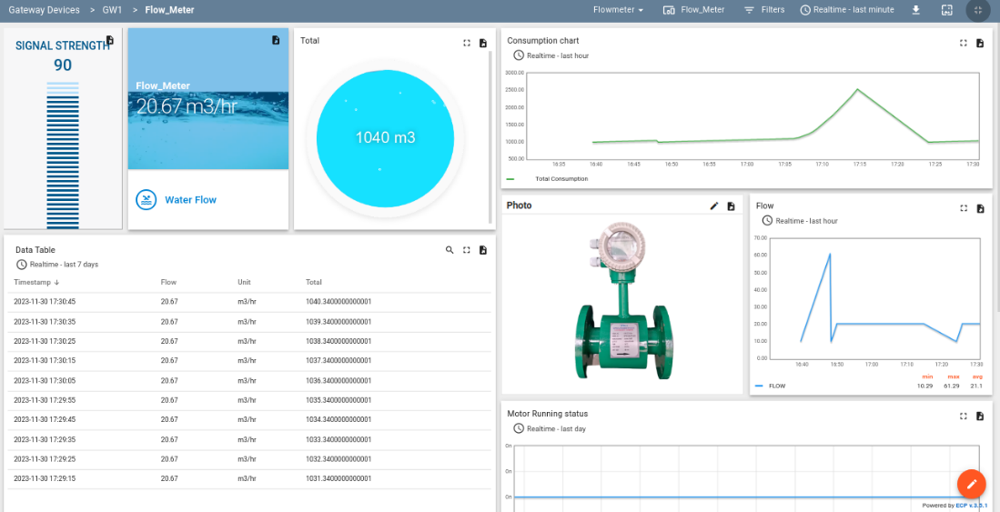 Gateway Devices > GW1 > Flow_Meter
Flowmeter
Flow_Meter
Filters
Realtime - last minute
SIGNAL STRENGTH
90
Flow_Meter
20.67 m3/hr
Water Flow
Total
1040 m3
Consumption chart
Realtime - last hour
3000.00
2500.00
2000.00
1500.00
1000.00
500.00
16:35 16:40 16:45 16:50 16:55 17:00 17:05 17:10 17:15 17:20 17:25 17:30
Total Consumption
Photo
Flow
Realtime - last hour
70.00
60.00
50.00
40.00
30.00
20.00
10.00
0.00
16:40 16:50 17:00 17:10 17:20 17:30
min max avg
FLOW 10.29 61.29 21.1
Data Table
Realtime - last 7 days
Timestamp Flow Unit Total
2023-11-30 17:30:45 20.67 m3/hr 1040.3400000000001
2023-11-30 17:30:35 20.67 m3/hr 1039.3400000000001
2023-11-30 17:30:25 20.67 m3/hr 1038.3400000000001
2023-11-30 17:30:15 20.67 m3/hr 1037.3400000000001
2023-11-30 17:30:05 20.67 m3/hr 1036.3400000000001
2023-11-30 17:29:55 20.67 m3/hr 1035.3400000000001
2023-11-30 17:29:45 20.67 m3/hr 1034.3400000000001
2023-11-30 17:29:35 20.67 m3/hr 1033.3400000000001
2023-11-30 17:29:25 20.67 m3/hr 1032.3400000000001
2023-11-30 17:29:15 20.67 m3/hr 1031.3400000000001
Motor Running status
Realtime - last day
0n
0n
0n
Powered by ECP v.3.5.1